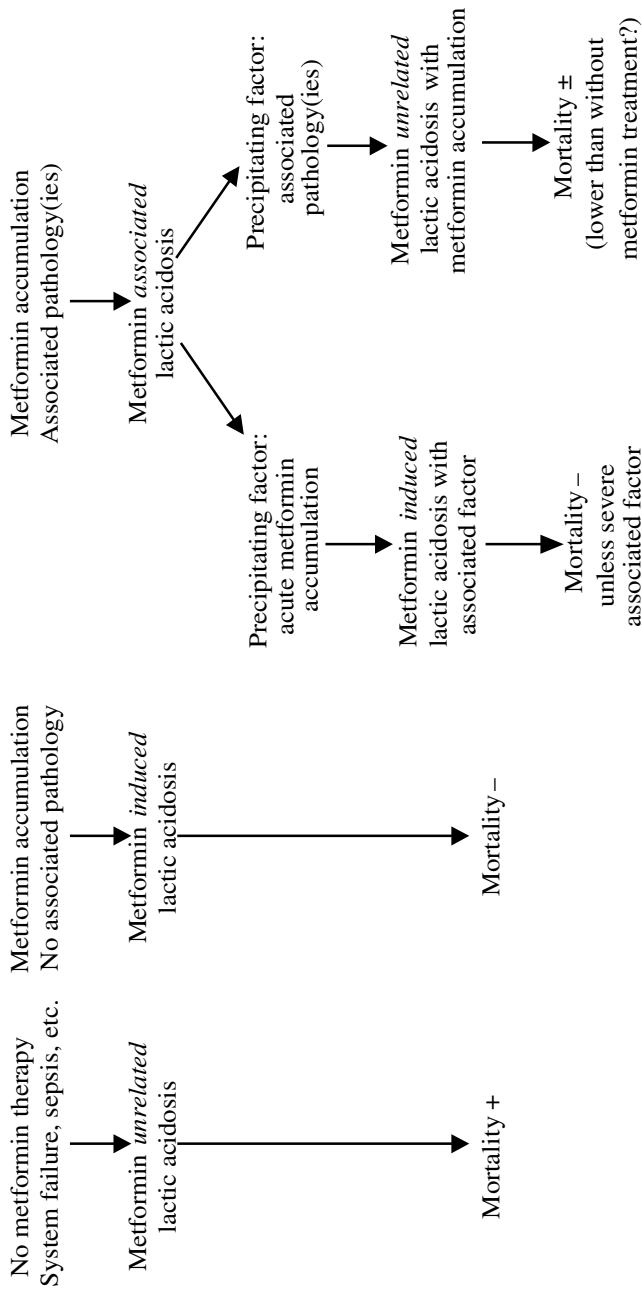 No metformin therapy
System failure, sepsis, etc.
Metformin unrelated
lactic acidosis
Mortality +
Metformin accumulation
No associated pathology
Metformin induced
lactic acidosis
Mortality –
Metformin accumulation
Associated pathology(ies)
Metformin associated
lactic acidosis
Precipitating factor:
acute metformin
accumulation
Metformin induced
lactic acidosis with
associated factor
Mortality –
unless severe
associated factor
Precipitating factor:
associated
pathology(ies)
Metformin unrelated
lactic acidosis with
metformin accumulation
Mortality ±
(lower than without
metformin treatment?)